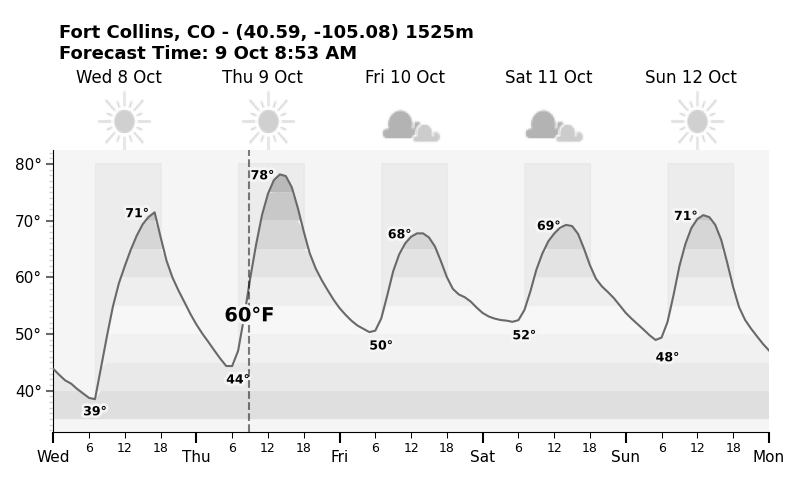 Fort Collins, CO - (40.59, -105.08) 1525m
Forecast Time: 9 Oct 8:53 AM
Wed 8 Oct Thu 9 Oct Fri 10 Oct Sat 11 Oct Sun 12 Oct
80°
78°
71° 71°
70°
69°
68°
60°
60°F
52°
50° 50°
48°
44°
40°
39°
6 12 18 6 12 18 6 12 18 6 12 18 6 12 18
Wed Thu Fri Sat Sun Mon